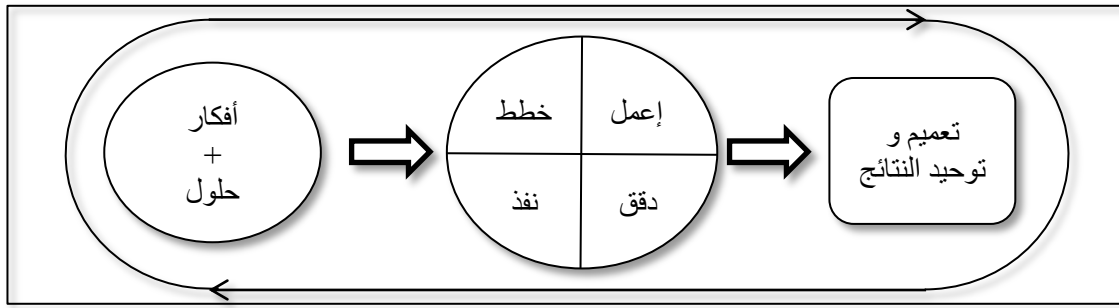 أفكار
+
حلول
خطط
إعمل
نفذ
دقق
تعميم و
توحيد النتائج